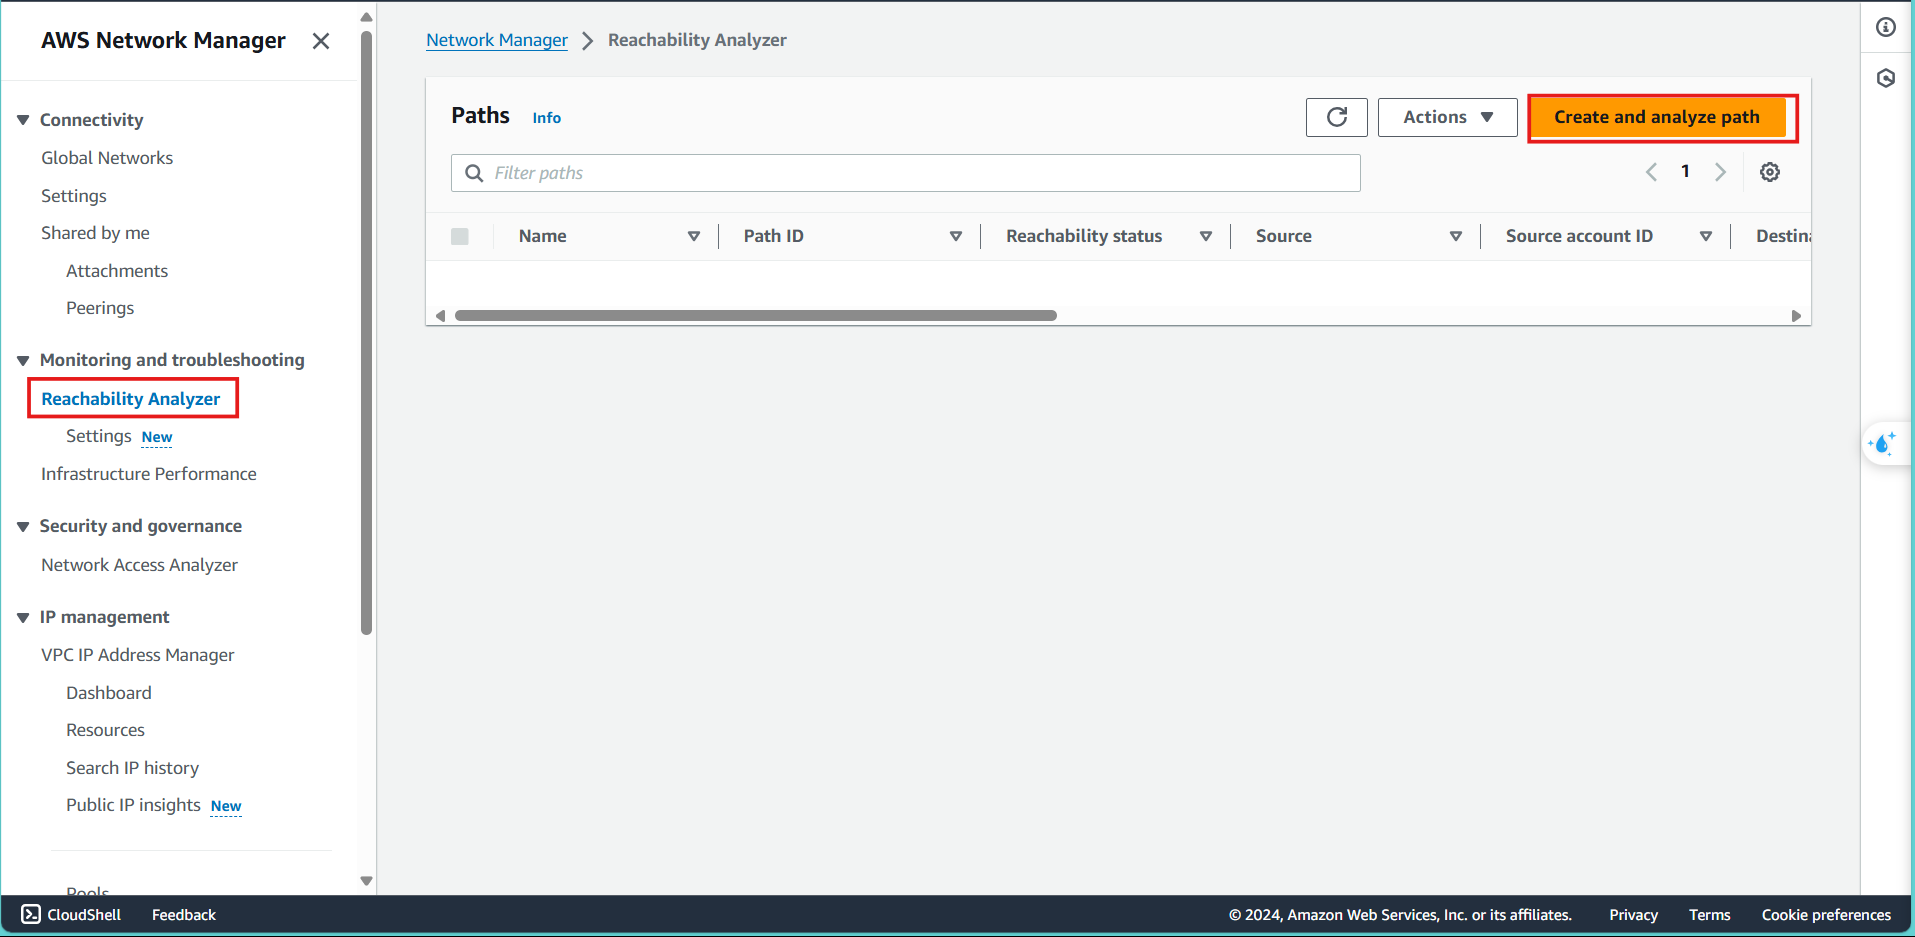 AWS Network Manager
Connectivity
Global Networks
Settings
Shared by me
Attachments
Peerings
Monitoring and troubleshooting
Reachability Analyzer
Settings New
Infrastructure Performance
Security and governance
Network Access Analyzer
IP management
VPC IP Address Manager
Dashboard
Resources
Search IP history
Public IP insights New
Pools
Network Manager Reachability Analyzer
Paths Info
Actions Create and analyze path
Filter paths
1
Name Path ID Reachability status Source Source account ID Destina
CloudShell Feedback © 2024, Amazon Web Services, Inc. or its affiliates. Privacy Terms Cookie preferences